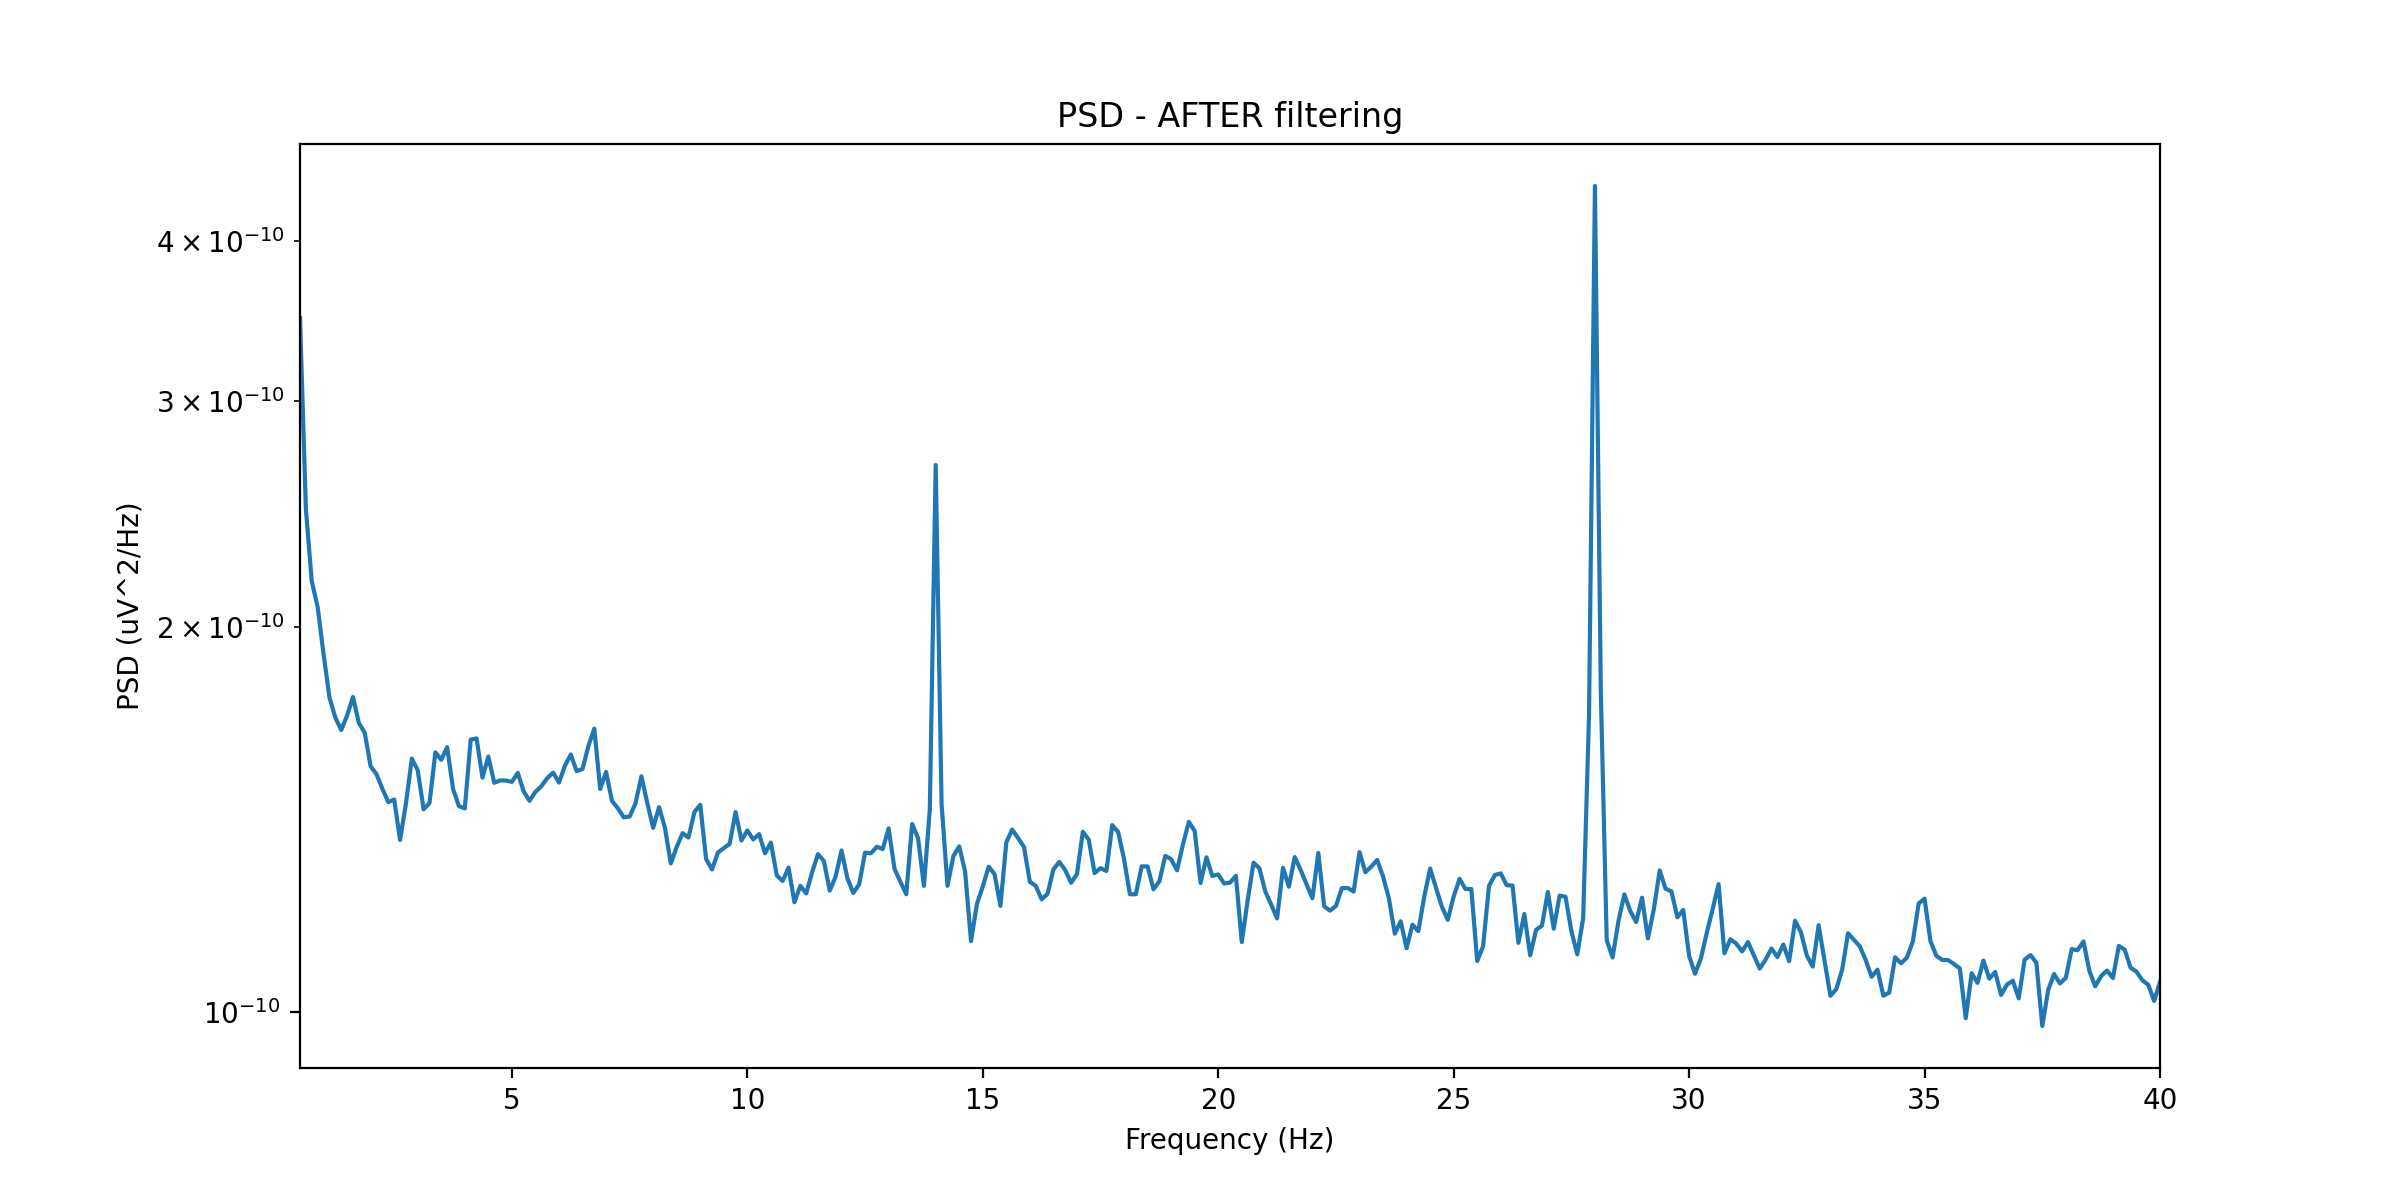 PSD - AFTER filtering
4×10⁻¹⁰
3×10⁻¹⁰
2×10⁻¹⁰
10⁻¹⁰
PSD (uV^2/Hz)
5 10 15 20 25 30 35 40
Frequency (Hz)